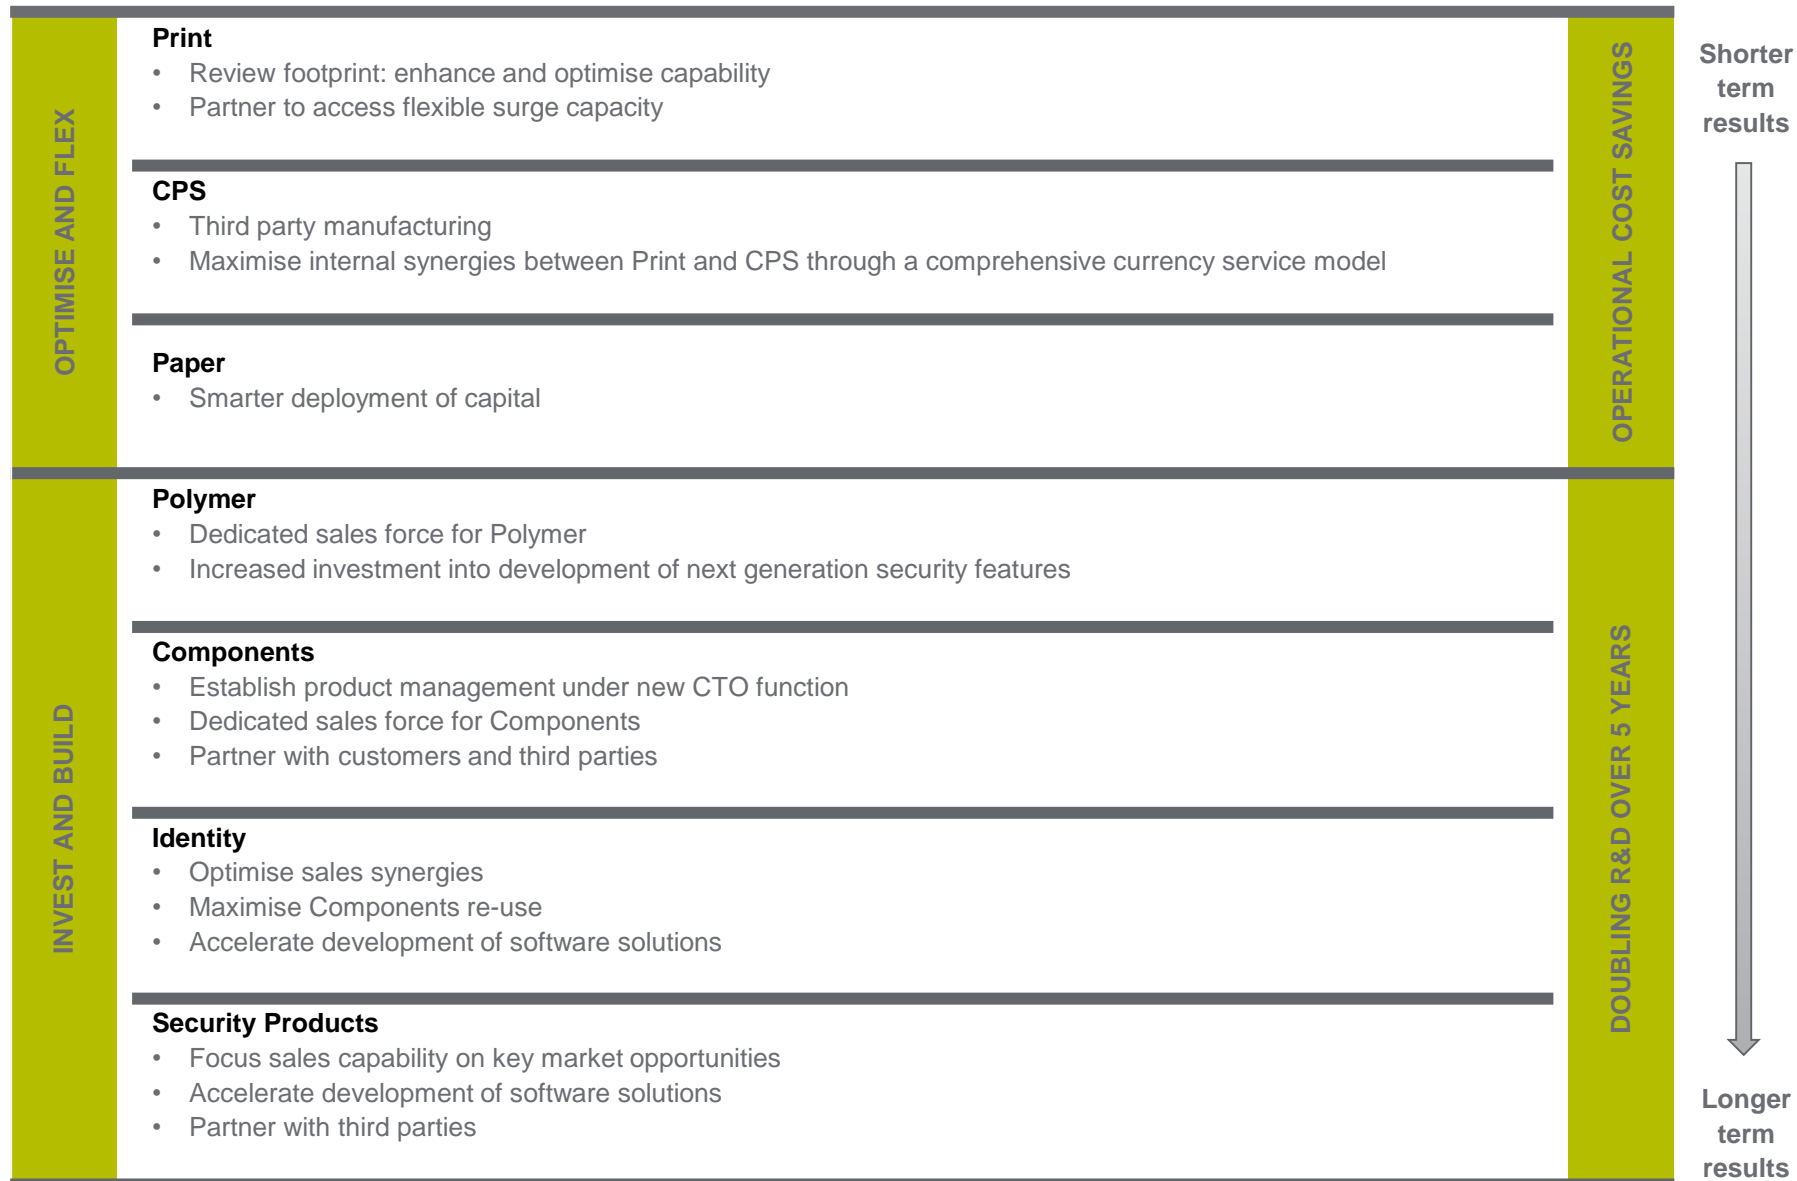 OPTIMISE AND FLEX
Print
• Review footprint: enhance and optimise capability
• Partner to access flexible surge capacity
CPS
• Third party manufacturing
• Maximise internal synergies between Print and CPS through a comprehensive currency service model
Paper
• Smarter deployment of capital
OPERATIONAL COST SAVINGS
INVEST AND BUILD
Polymer
• Dedicated sales force for Polymer
• Increased investment into development of next generation security features
Components
• Establish product management under new CTO function
• Dedicated sales force for Components
• Partner with customers and third parties
Identity
• Optimise sales synergies
• Maximise Components re-use
• Accelerate development of software solutions
Security Products
• Focus sales capability on key market opportunities
• Accelerate development of software solutions
• Partner with third parties
DOUBLING R&D OVER 5 YEARS
Shorter
term
results
Longer
term
results